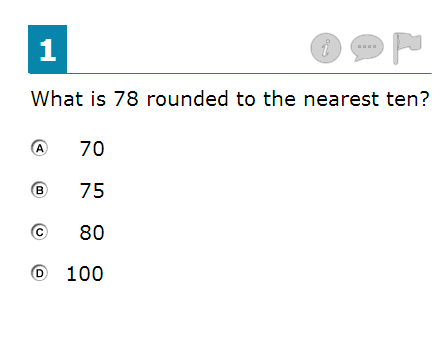 1
What is 78 rounded to the nearest ten?
A 70
B 75
C 80
D 100